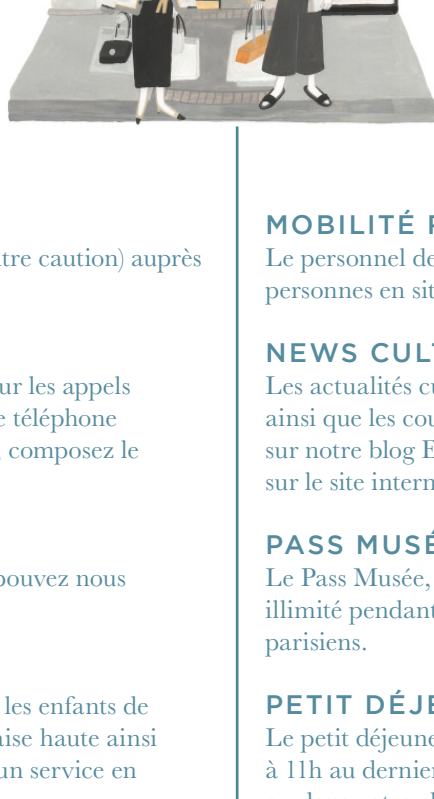 tre caution) auprès
ur les appels
e téléphone
, composez le
pouvez nous
les enfants de
aise haute ainsi
un service en
MOBILITÉ
Le personnel de
personnes en sit
NEWS CULT
Les actualités cu
ainsi que les cou
sur notre blog E
sur le site intern
PASS MUSÉ
Le Pass Musée,
illimité pendant
parisiens.
PETIT DÉJE
Le petit déjeune
à 11h au dernier